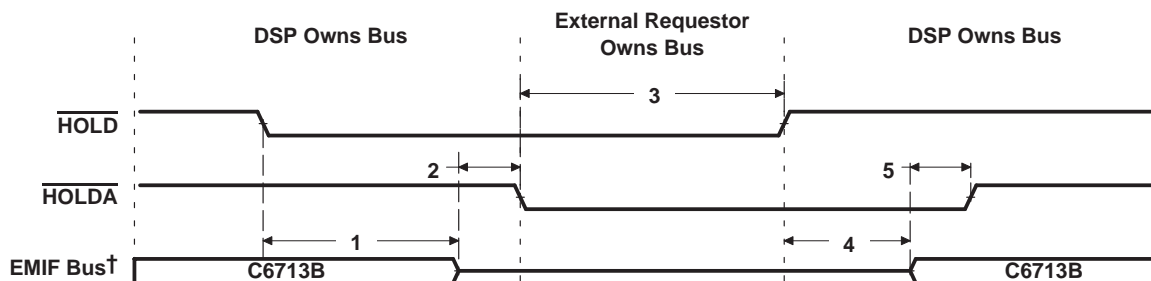 DSP Owns Bus
External Requestor
Owns Bus
DSP Owns Bus
3
HOLD
2
5
HOLDA
1
4
EMIF Bus†
C6713B
C6713B